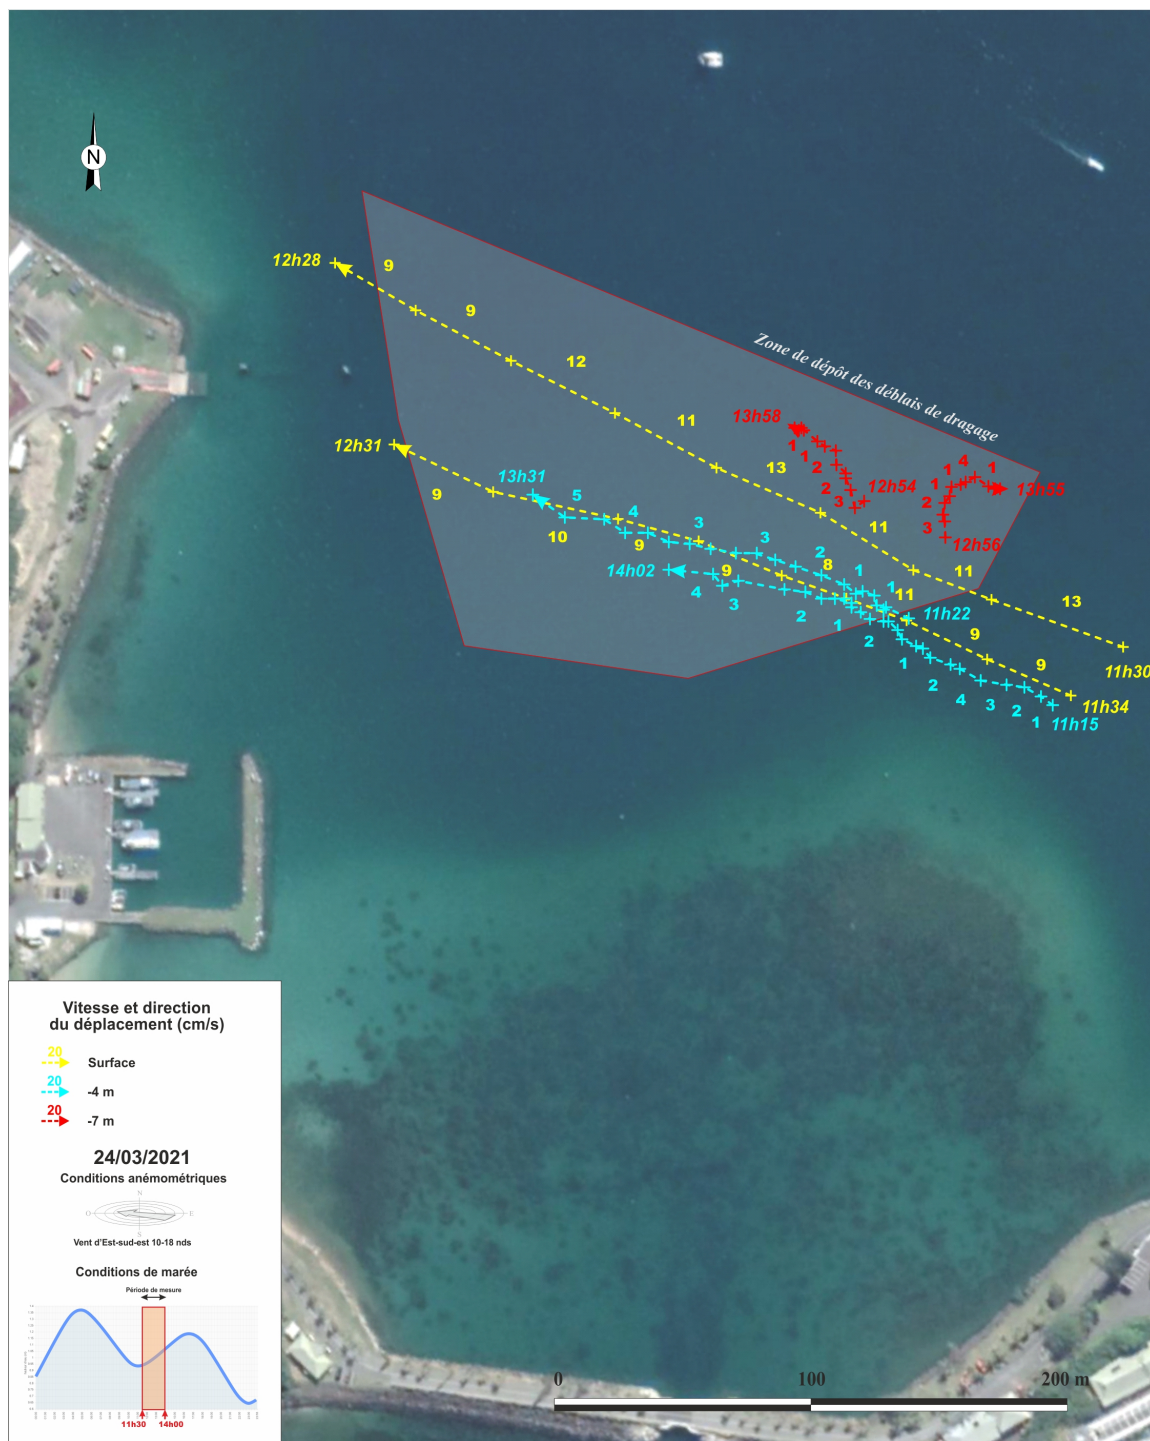 N
12h28
9
9
12
Zone de dépôt des déblais de dragage
11
13h58
13
1
1
2
2
3
12h54
1
4
1
13h55
1
2
3
12h56
12h31
9
13h31
5
10
4
9
3
3
11
2
8
11
13
11h30
14h02
4
3
9
2
1
1
11
11h22
2
1
9
2
4
3
9
2
1
11h34
11h15
Vitesse et direction
du déplacement (cm/s)
20
Surface
20
-4 m
20
-7 m
24/03/2021
Conditions anémométriques
N
O
E
S
Vent d'Est-sud-est 10-18 nds
Conditions de marée
Période de mesure
11h30
14h00
0
100
200 m